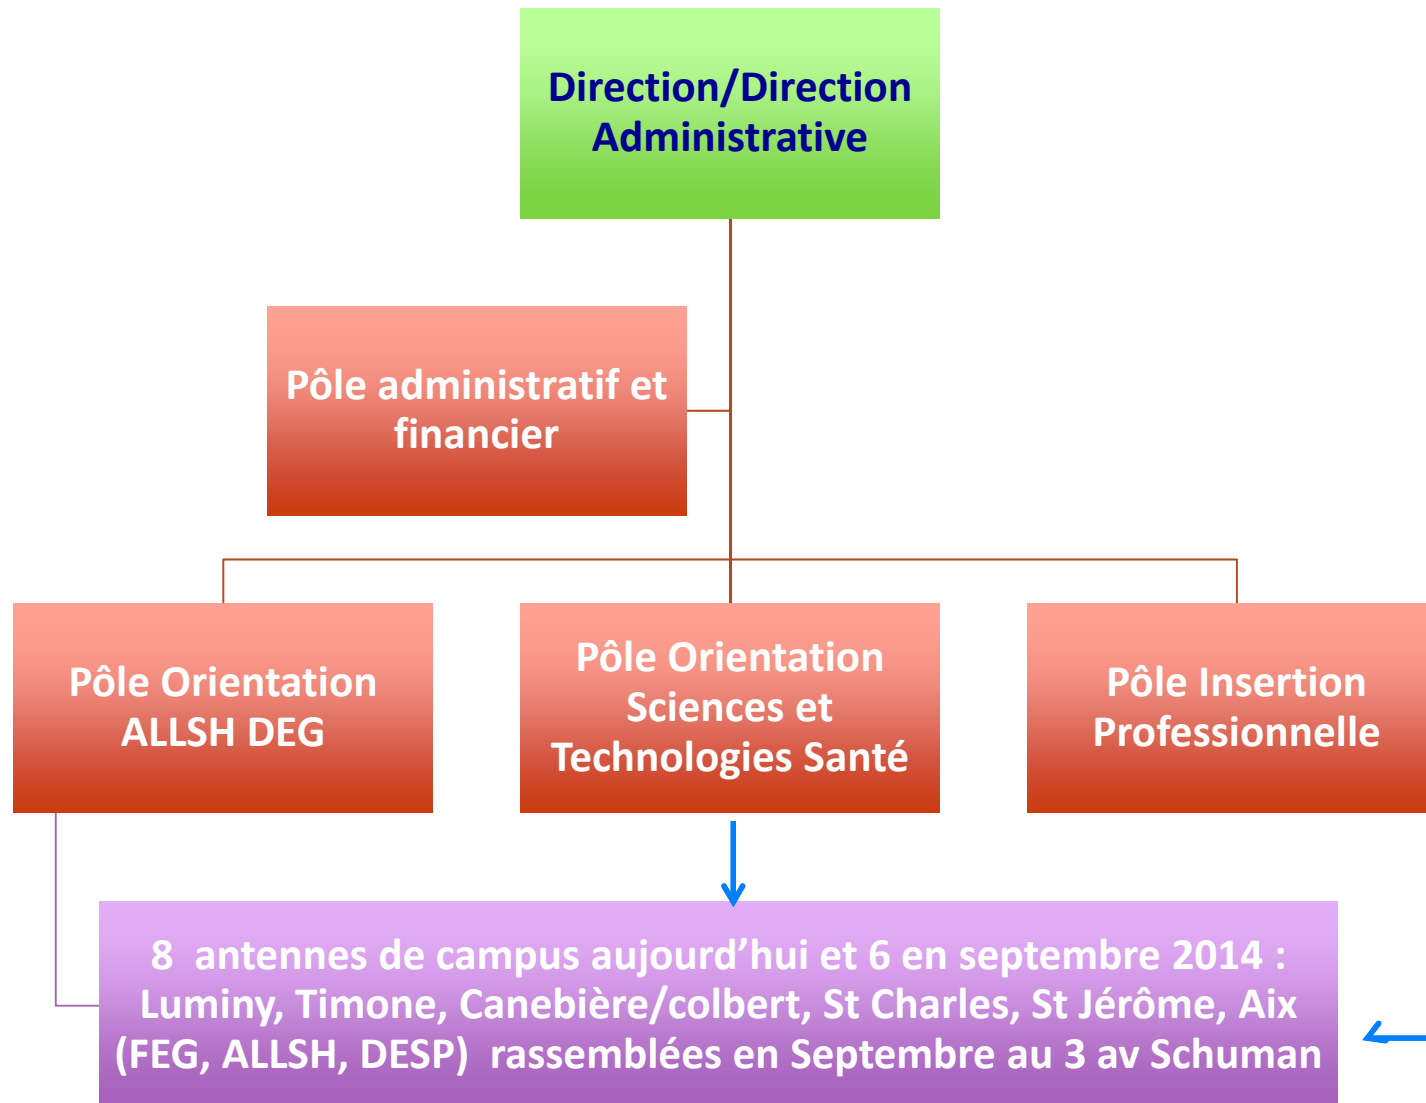 Direction/Direction
Administrative
Pôle administratif et
financier
Pôle Orientation
ALLSH DEG
Pôle Orientation
Sciences et
Technologies Santé
Pôle Insertion
Professionnelle
8  antennes de campus aujourd’hui et 6 en septembre 2014 :
Luminy, Timone, Canebière/colbert, St Charles, St Jérôme, Aix
(FEG, ALLSH, DESP)  rassemblées en Septembre au 3 av Schuman